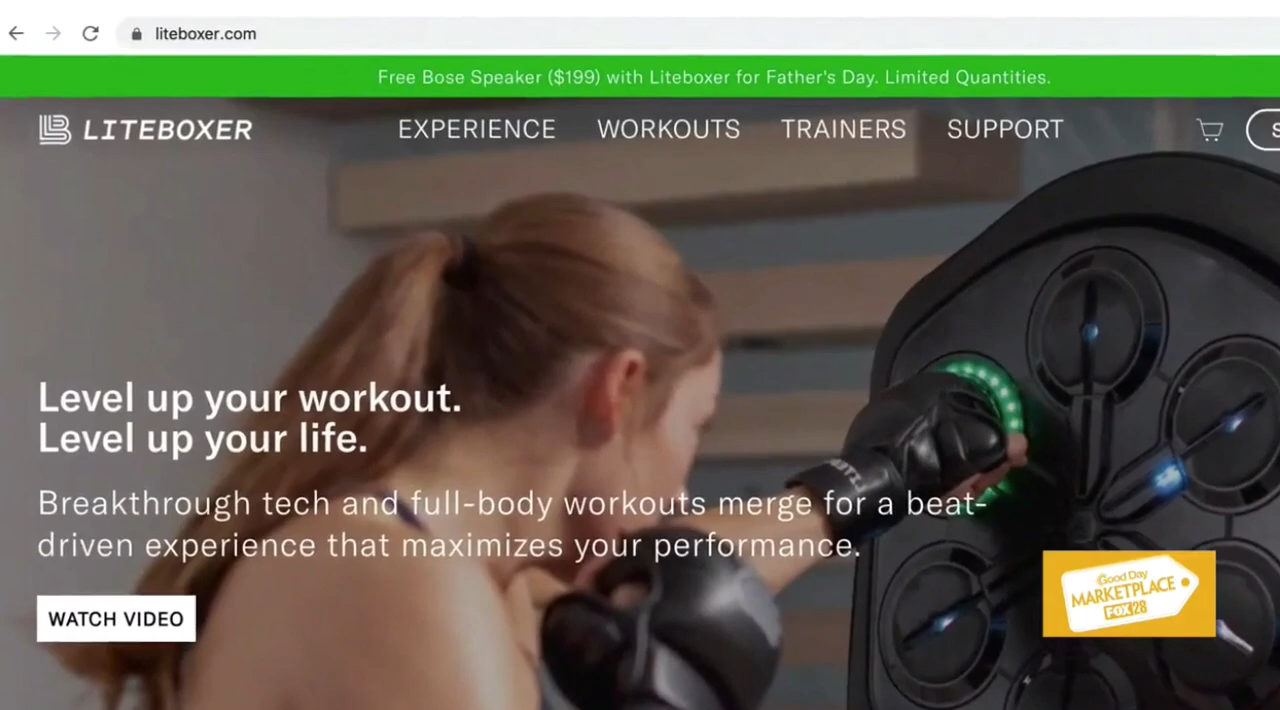 liteboxer.com
Free Bose Speaker ($199) with Liteboxer for Father's Day. Limited Quantities.
LITEBOXER
EXPERIENCE
WORKOUTS
TRAINERS
SUPPORT
Level up your workout.
Level up your life.
Breakthrough tech and full-body workouts merge for a beat-
driven experience that maximizes your performance.
WATCH VIDEO
Good Day
MARKETPLACE
FOX 28